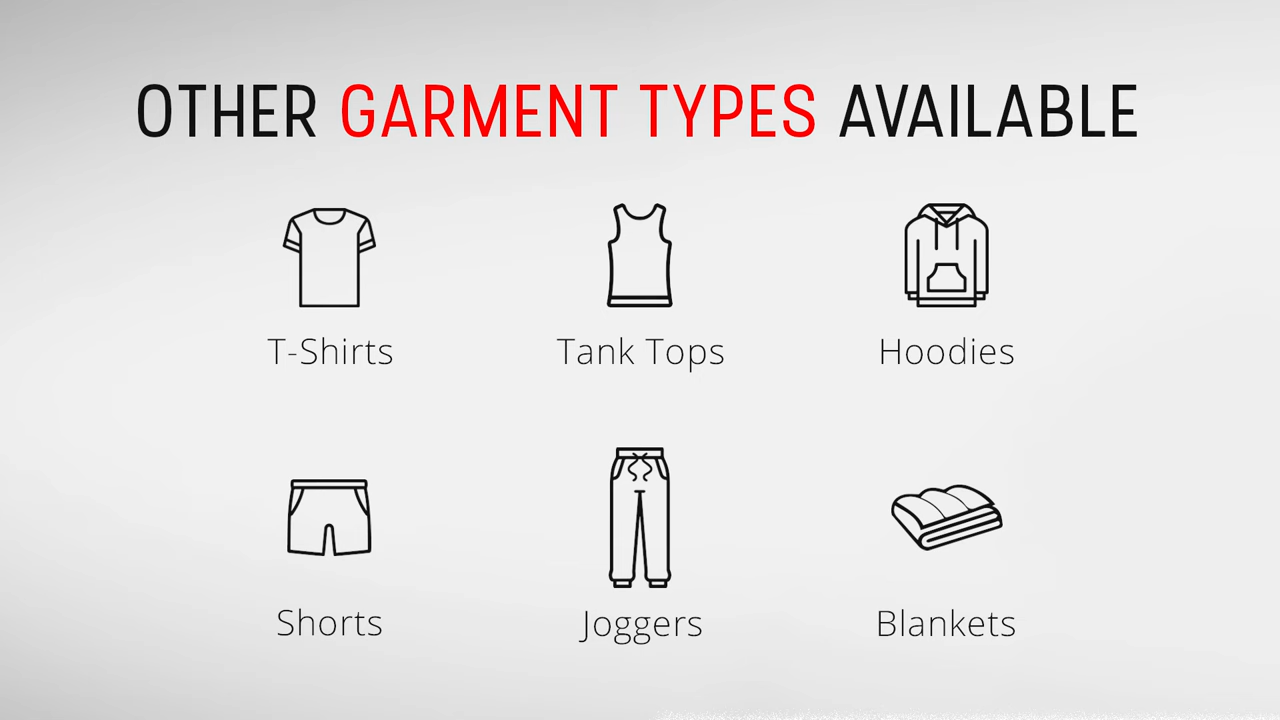 OTHER GARMENT TYPES AVAILABLE
T-Shirts
Tank Tops
Hoodies
Shorts
Joggers
Blankets